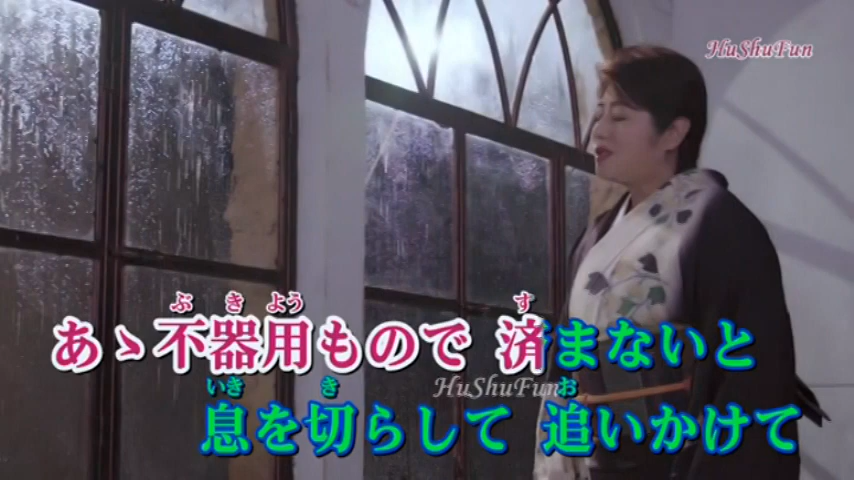 HuShuFun
ぶ き よう す
あゝ不器用もので 済まないと
いき き お
息を切らして 追いかけて
HuShuFun